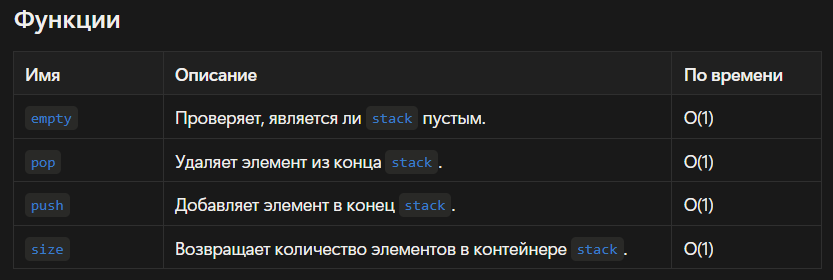 Функции
Имя Описание По времени
empty Проверяет, является ли stack пустым. O(1)
pop Удаляет элемент из конца stack. O(1)
push Добавляет элемент в конец stack. O(1)
size Возвращает количество элементов в контейнере stack. O(1)